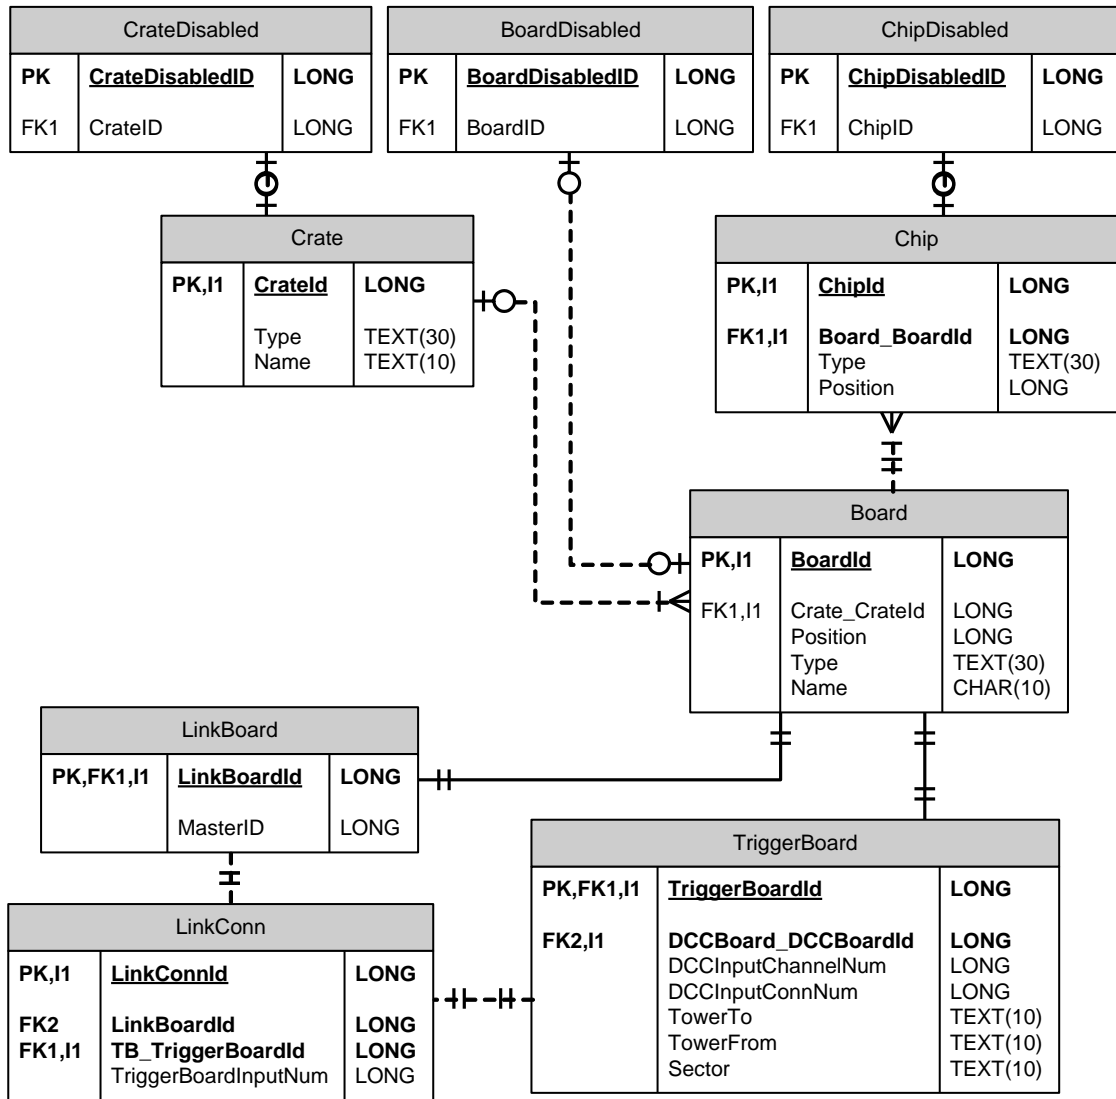 CrateDisabled
PK CrateDisabledID LONG
FK1 CrateID LONG
BoardDisabled
PK BoardDisabledID LONG
FK1 BoardID LONG
ChipDisabled
PK ChipDisabledID LONG
FK1 ChipID LONG
Crate
PK,I1 CrateId LONG
Type TEXT(30)
Name TEXT(10)
Chip
PK,I1 ChipId LONG
FK1,I1 Board_BoardId LONG
Type TEXT(30)
Position LONG
Board
PK,I1 BoardId LONG
FK1,I1 Crate_CrateId LONG
Position LONG
Type TEXT(30)
Name CHAR(10)
LinkBoard
PK,FK1,I1 LinkBoardId LONG
MasterID LONG
TriggerBoard
PK,FK1,I1 TriggerBoardId LONG
FK2,I1 DCCBoard_DCCBoardId LONG
DCCInputChannelNum LONG
DCCInputConnNum LONG
TowerTo TEXT(10)
TowerFrom TEXT(10)
Sector TEXT(10)
LinkConn
PK,I1 LinkConnId LONG
FK2 LinkBoardId LONG
FK1,I1 TB_TriggerBoardId LONG
TriggerBoardInputNum LONG